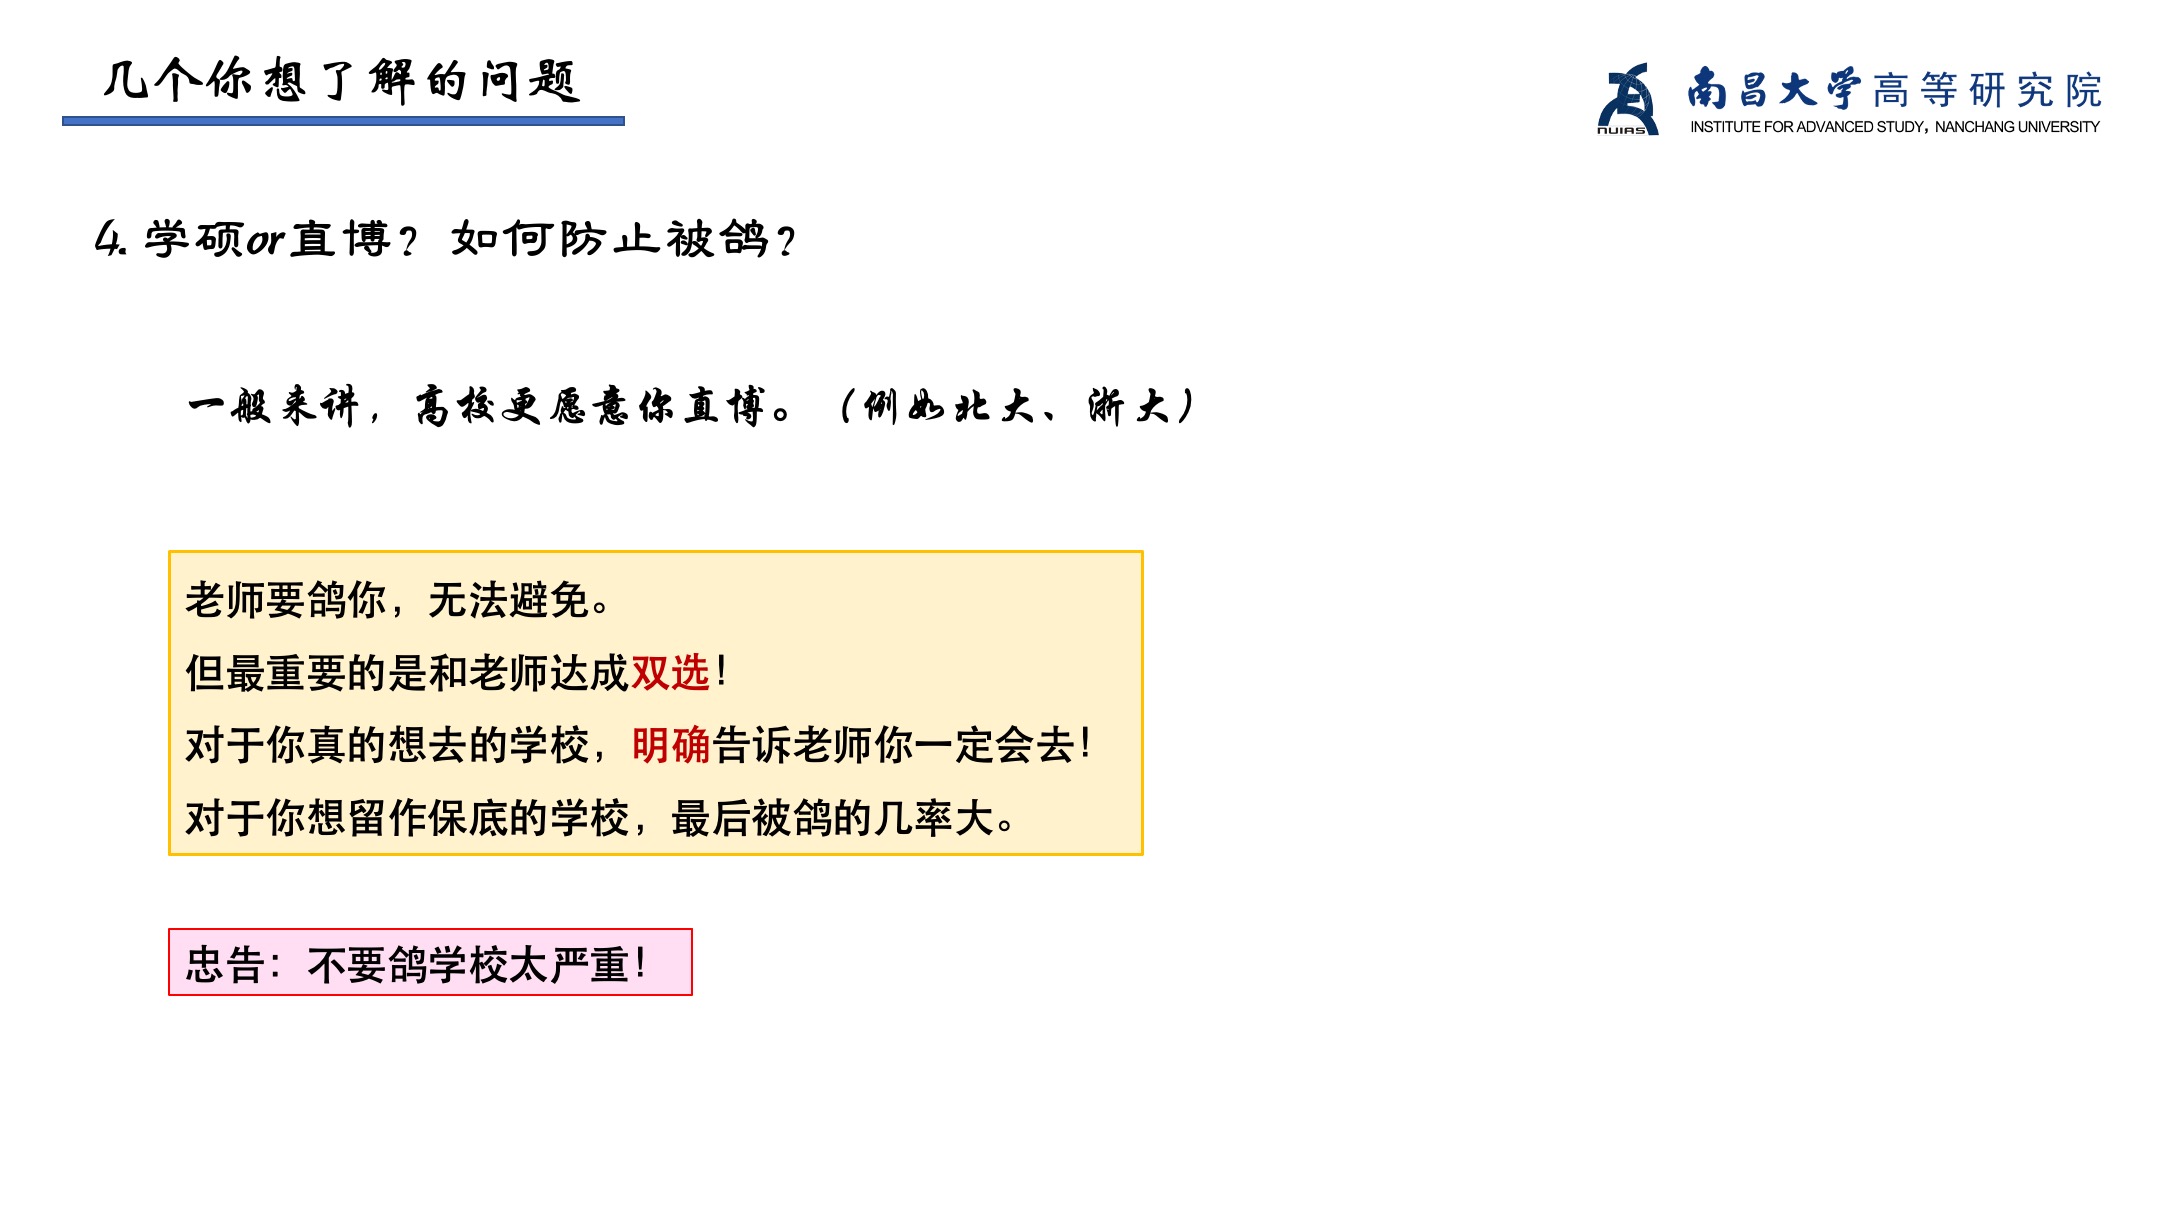 几个你想了解的问题
南昌大学高等研究院
NUIAS
INSTITUTE FOR ADVANCED STUDY, NANCHANG UNIVERSITY
4. 学硕or直博？如何防止被鸽？
一般来讲，高校更愿意你直博。（例如北大、浙大）
老师要鸽你，无法避免。
但最重要的是和老师达成双选！
对于你真的想去的学校，明确告诉老师你一定会去！
对于你想留作保底的学校，最后被鸽的几率大。
忠告：不要鸽学校太严重！